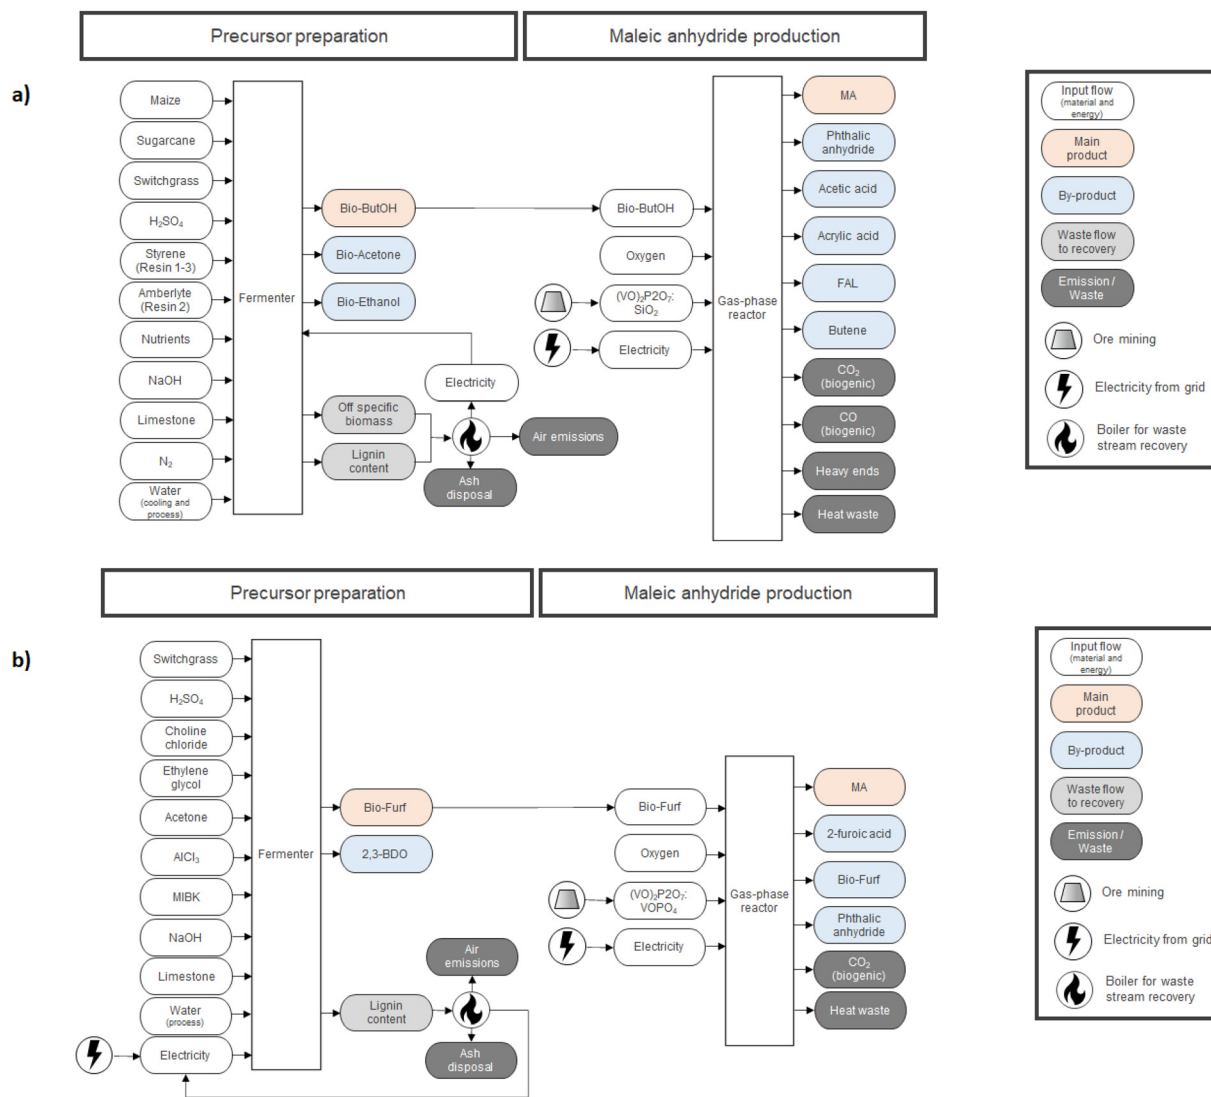 Precursor preparation
Maleic anhydride production
a)
Maize
Sugarcane
Switchgrass
H₂SO₄
Styrene
(Resin 1-3)
Amberlyte
(Resin 2)
Nutrients
NaOH
Limestone
N₂
Water
(cooling and
process)
Fermenter
Bio-ButOH
Bio-Acetone
Bio-Ethanol
Electricity
Off specific
biomass
Lignin
content
Air emissions
Ash
disposal
Bio-ButOH
Oxygen
(VO)₂P2O₇:
SIO₂
Electricity
Gas-phase
reactor
MA
Phthalic
anhydride
Acetic acid
Acrylic acid
FAL
Butene
CO₂
(biogenic)
CO
(biogenic)
Heavy ends
Heat waste
Input flow
(material and
energy)
Main
product
By-product
Waste flow
to recovery
Emission /
Waste
Ore mining
Electricity from grid
Boiler for waste
stream recovery
Precursor preparation
Maleic anhydride production
b)
Switchgrass
H₂SO₄
Choline
chloride
Ethylene
glycol
Acetone
AlCl₃
MIBK
NaOH
Limestone
Water
(process)
Electricity
Fermenter
Bio-Furf
2,3-BDO
Lignin
content
Air
emissions
Ash
disposal
Bio-Furf
Oxygen
(VO)₂P2O₇:
VOPO₄
Electricity
Gas-phase
reactor
MA
2-furoic acid
Bio-Furf
Phthalic
anhydride
CO₂
(biogenic)
Heat waste
Input flow
(material and
energy)
Main
product
By-product
Waste flow
to recovery
Emission /
Waste
Ore mining
Electricity from grid
Boiler for waste
stream recovery